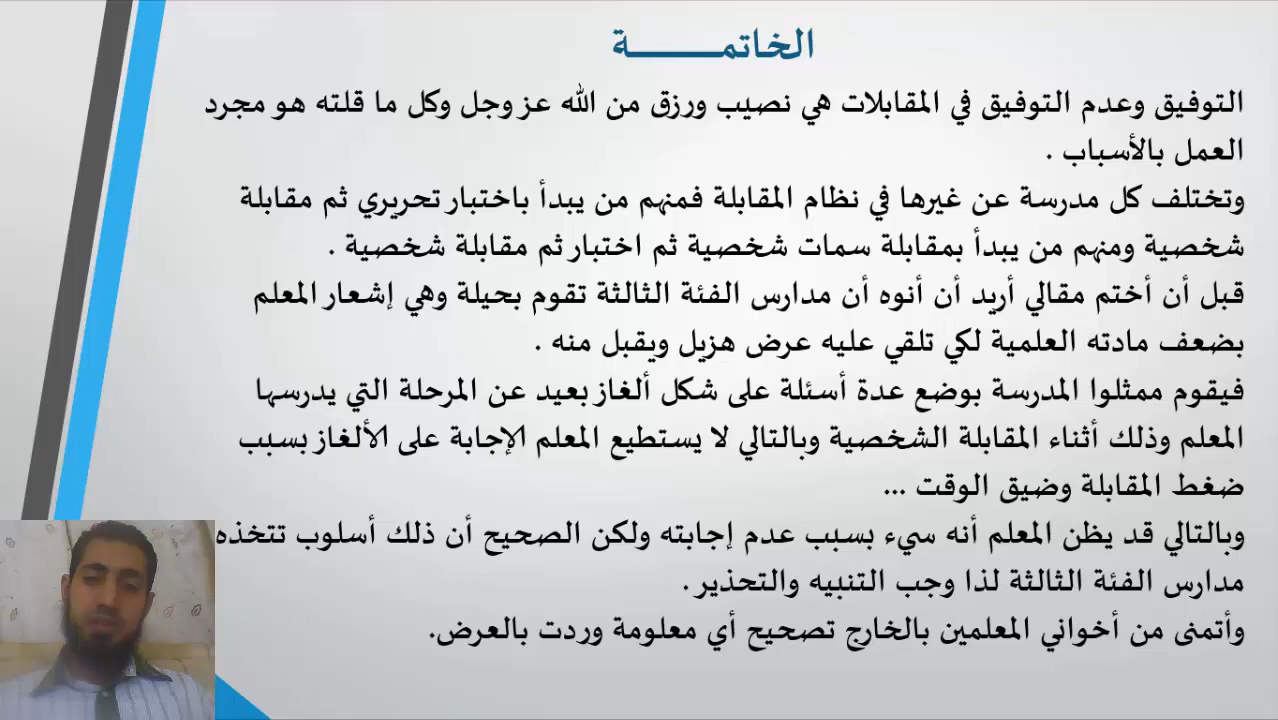 الخاتمـــــــــــة
التوفيق وعدم التوفيق في المقابلات هي نصيب ورزق من الله عز وجل وكل ما قلته هو مجرد
العمل بالأسباب .
وتختلف كل مدرسة عن غيرها في نظام المقابلة فمنهم من يبدأ باختبار تحريري ثم مقابلة
شخصية ومنهم من يبدأ بمقابلة سمات شخصية ثم اختبار ثم مقابلة شخصية .
قبل أن أختم مقالي أريد أن أنوه أن مدارس الفئة الثالثة تقوم بحيلة وهي إشعار المعلم
بضعف مادته العلمية لكي تلقي عليه عرض هزيل ويقبل منه .
فيقوم ممثلوا المدرسة بوضع عدة أسئلة على شكل ألغاز بعيد عن المرحلة التي يدرسها
المعلم وذلك أثناء المقابلة الشخصية وبالتالي لا يستطيع المعلم الإجابة على الألغاز بسبب
ضغط المقابلة وضيق الوقت ...
وبالتالي قد يظن المعلم أنه سيء بسبب عدم إجابته ولكن الصحيح أن ذلك أسلوب تتخذه
مدارس الفئة الثالثة لذا وجب التنبيه والتحذير .
وأتمنى من أخواني المعلمين بالخارج تصحيح أي معلومة وردت بالعرض.